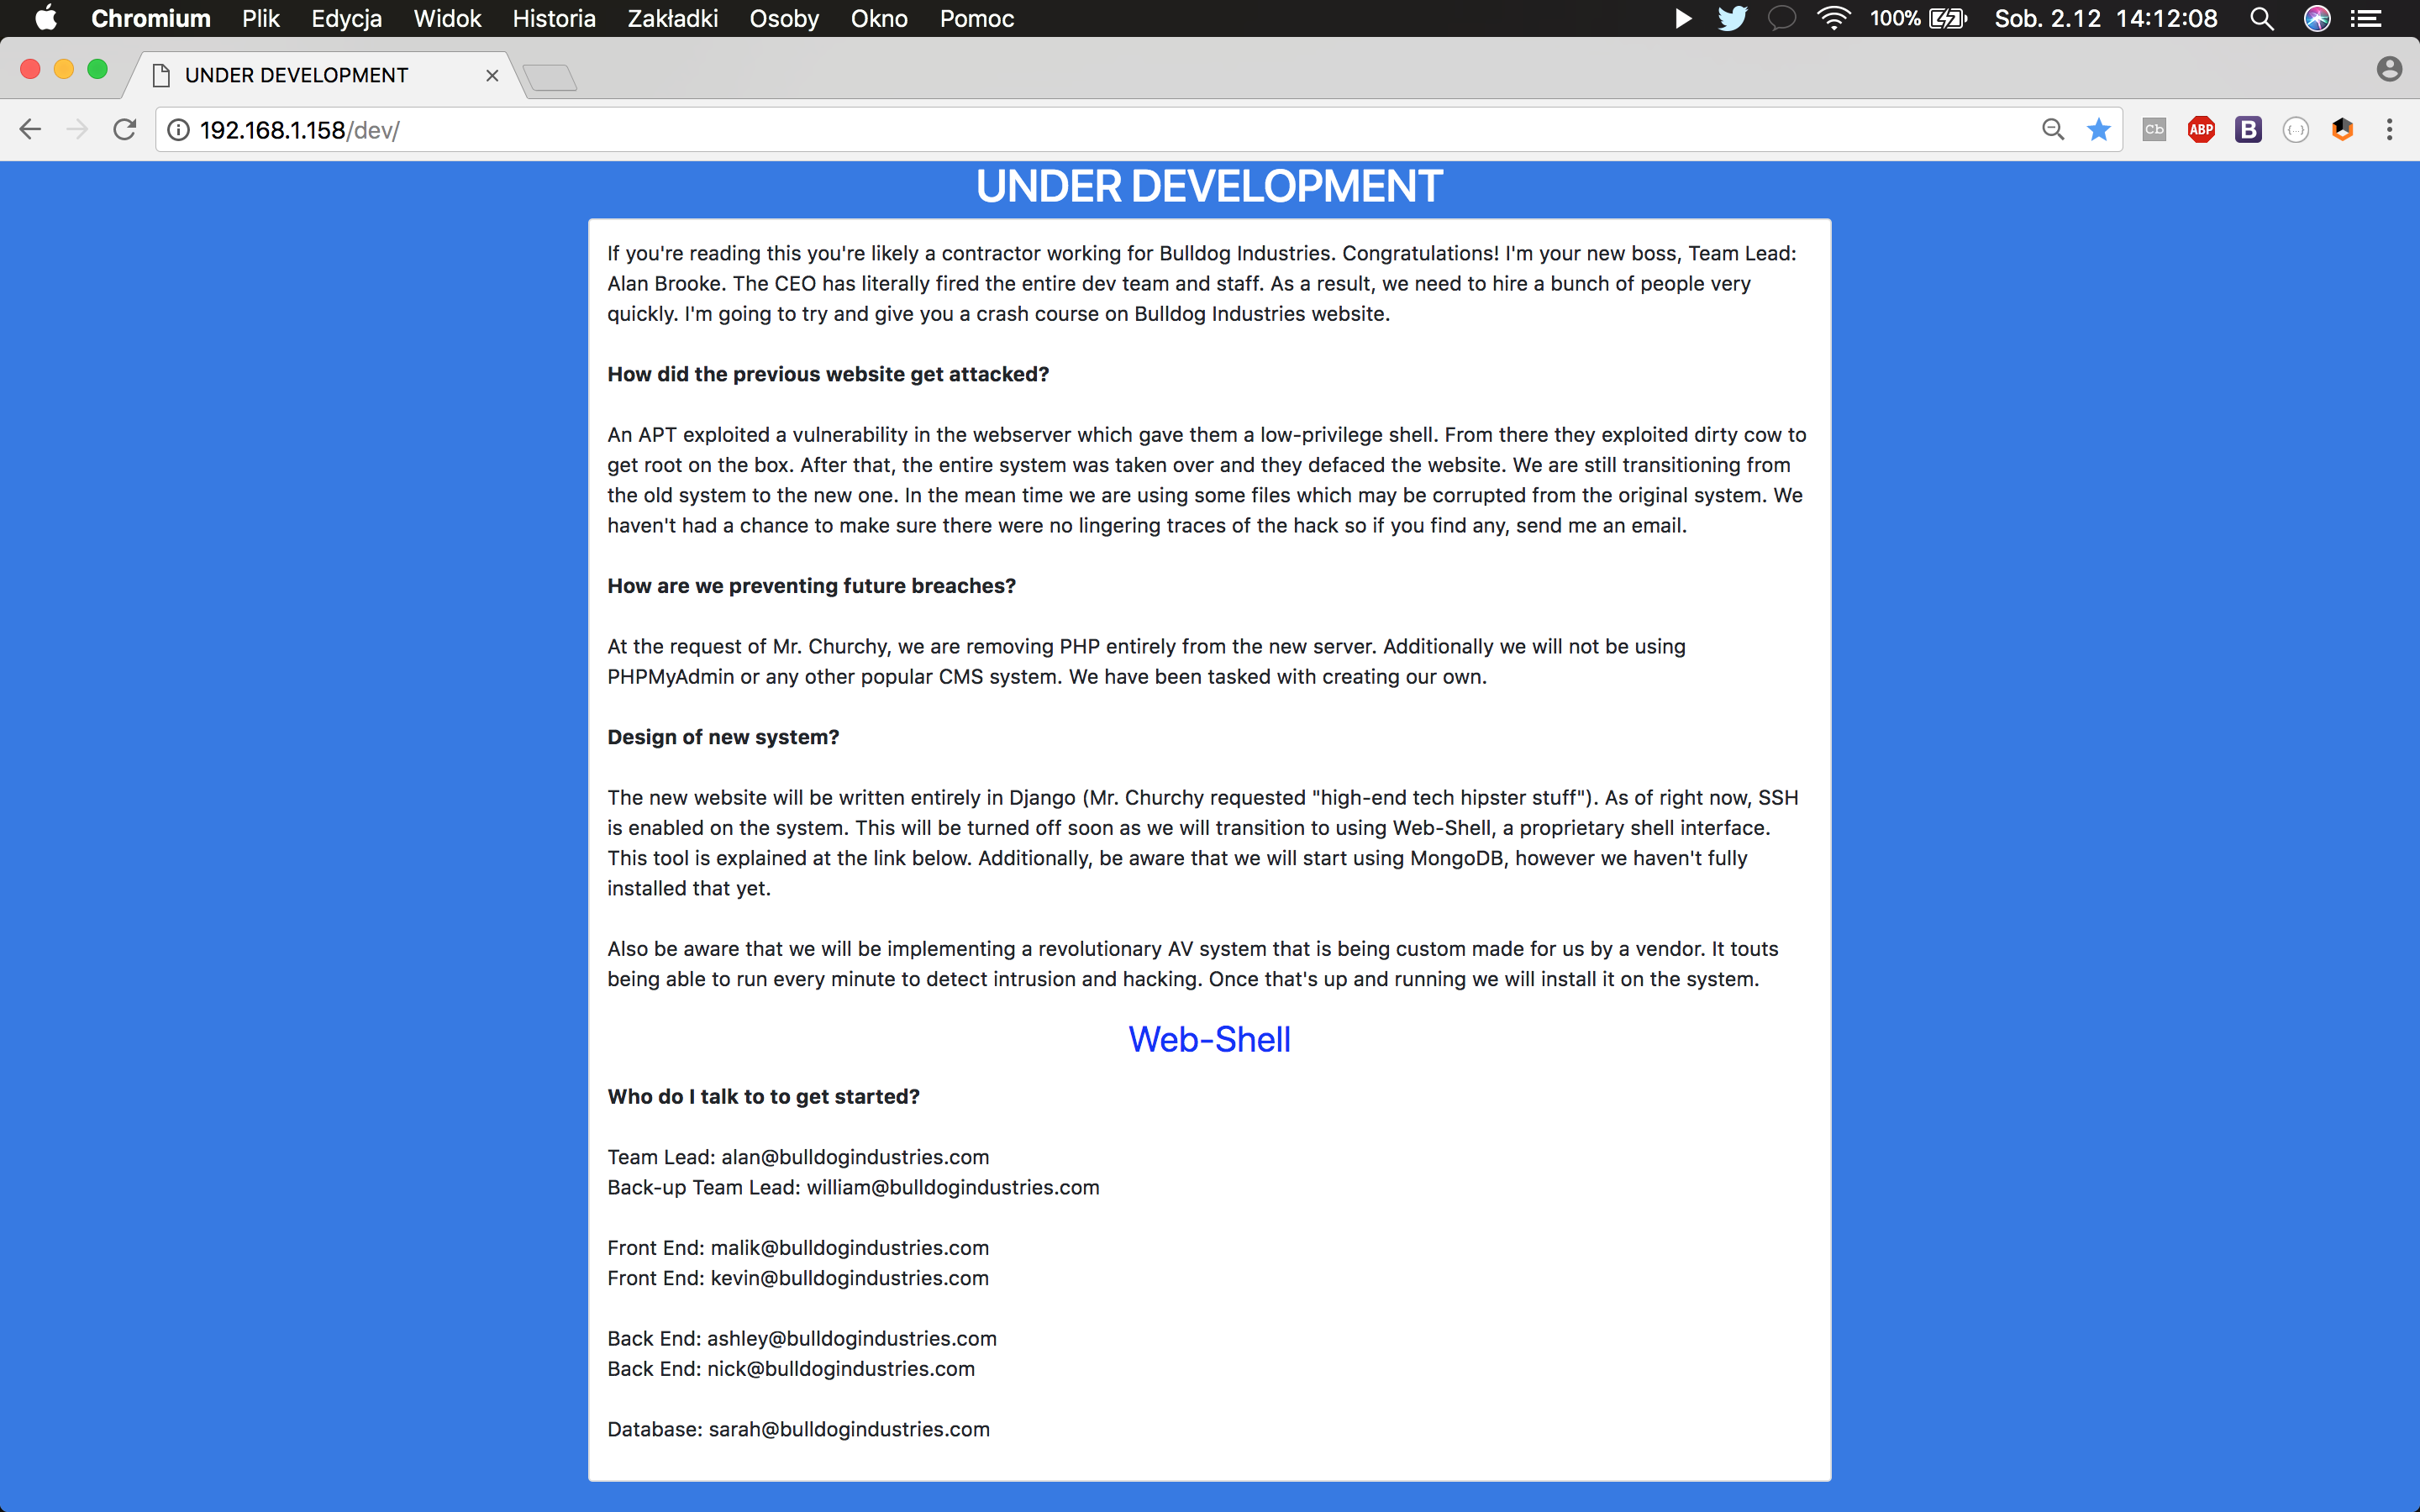 Chromium Plik Edycja Widok Historia Zakładki Osoby Okno Pomoc 100% Sob. 2.12 14:12:08
UNDER DEVELOPMENT
192.168.1.158/dev/
Cb ABP B {...}
UNDER DEVELOPMENT
If you're reading this you're likely a contractor working for Bulldog Industries. Congratulations! I'm your new boss, Team Lead:
Alan Brooke. The CEO has literally fired the entire dev team and staff. As a result, we need to hire a bunch of people very
quickly. I'm going to try and give you a crash course on Bulldog Industries website.
How did the previous website get attacked?
An APT exploited a vulnerability in the webserver which gave them a low-privilege shell. From there they exploited dirty cow to
get root on the box. After that, the entire system was taken over and they defaced the website. We are still transitioning from
the old system to the new one. In the mean time we are using some files which may be corrupted from the original system. We
haven't had a chance to make sure there were no lingering traces of the hack so if you find any, send me an email.
How are we preventing future breaches?
At the request of Mr. Churchy, we are removing PHP entirely from the new server. Additionally we will not be using
PHPMyAdmin or any other popular CMS system. We have been tasked with creating our own.
Design of new system?
The new website will be written entirely in Django (Mr. Churchy requested "high-end tech hipster stuff"). As of right now, SSH
is enabled on the system. This will be turned off soon as we will transition to using Web-Shell, a proprietary shell interface.
This tool is explained at the link below. Additionally, be aware that we will start using MongoDB, however we haven't fully
installed that yet.
Also be aware that we will be implementing a revolutionary AV system that is being custom made for us by a vendor. It touts
being able to run every minute to detect intrusion and hacking. Once that's up and running we will install it on the system.
Web-Shell
Who do I talk to to get started?
Team Lead: alan@bulldogindustries.com
Back-up Team Lead: william@bulldogindustries.com
Front End: malik@bulldogindustries.com
Front End: kevin@bulldogindustries.com
Back End: ashley@bulldogindustries.com
Back End: nick@bulldogindustries.com
Database: sarah@bulldogindustries.com